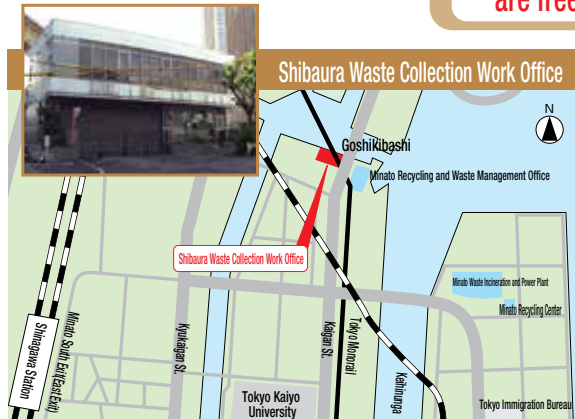 are free
Shibaura Waste Collection Work Office
N
Goshikibashi
Minato Recycling and Waste Management Office
Shibaura Waste Collection Work Office
Minato Waste Incineration and Power Plant
Minato Recycling Center
Shinagawa Station
Minato South Exit(East Exit)
Kyukaigan St.
Kaigan St.
Tokyo Monorail
Keihinunga
Tokyo Kaiyo
University
Tokyo Immigration Bureau